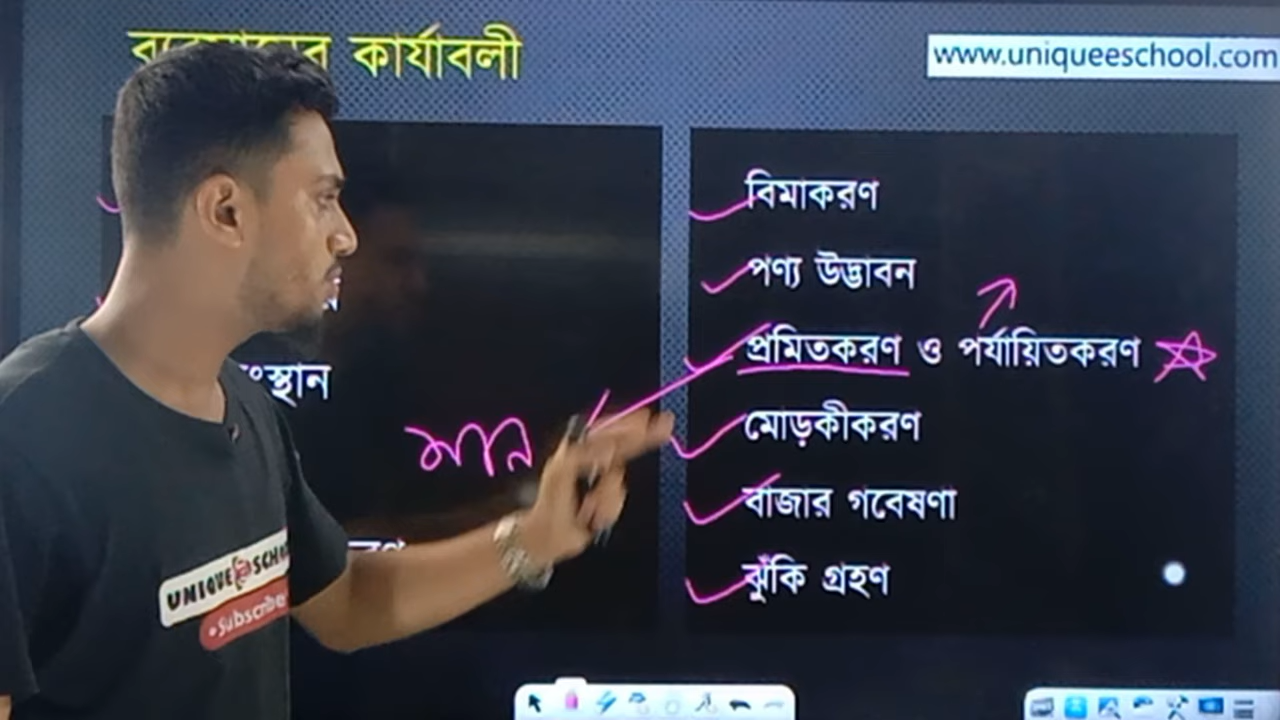 কার্যাবলী
www.uniqueeschool.com
বিমাকরণ
পণ্য উদ্ভাবন
প্রমিতকরণ ও পর্যায়িতকরণ
মোড়কীকরণ
বাজার গবেষণা
ঝুঁকি গ্রহণ
মান
UNIQUE
Subscribe